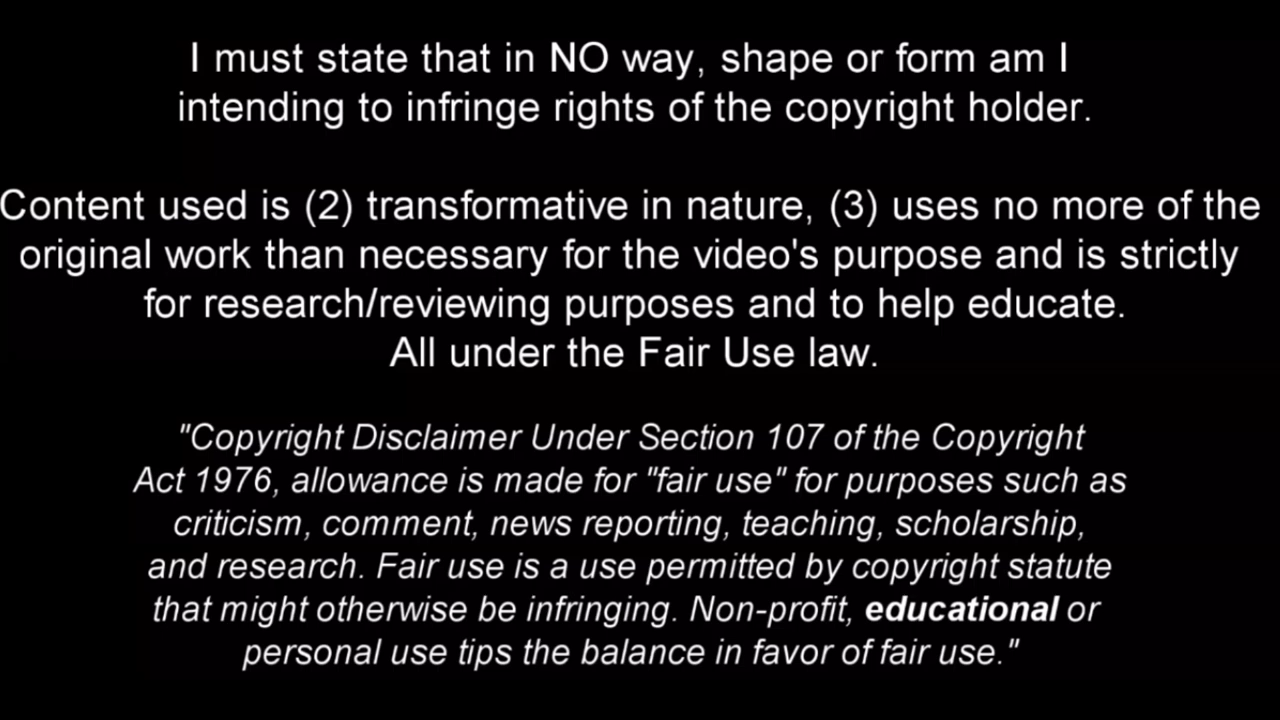 I must state that in NO way, shape or form am I
intending to infringe rights of the copyright holder.
Content used is (2) transformative in nature, (3) uses no more of the
original work than necessary for the video's purpose and is strictly
for research/reviewing purposes and to help educate.
All under the Fair Use law.
"Copyright Disclaimer Under Section 107 of the Copyright
Act 1976, allowance is made for "fair use" for purposes such as
criticism, comment, news reporting, teaching, scholarship,
and research. Fair use is a use permitted by copyright statute
that might otherwise be infringing. Non-profit, educational or
personal use tips the balance in favor of fair use."